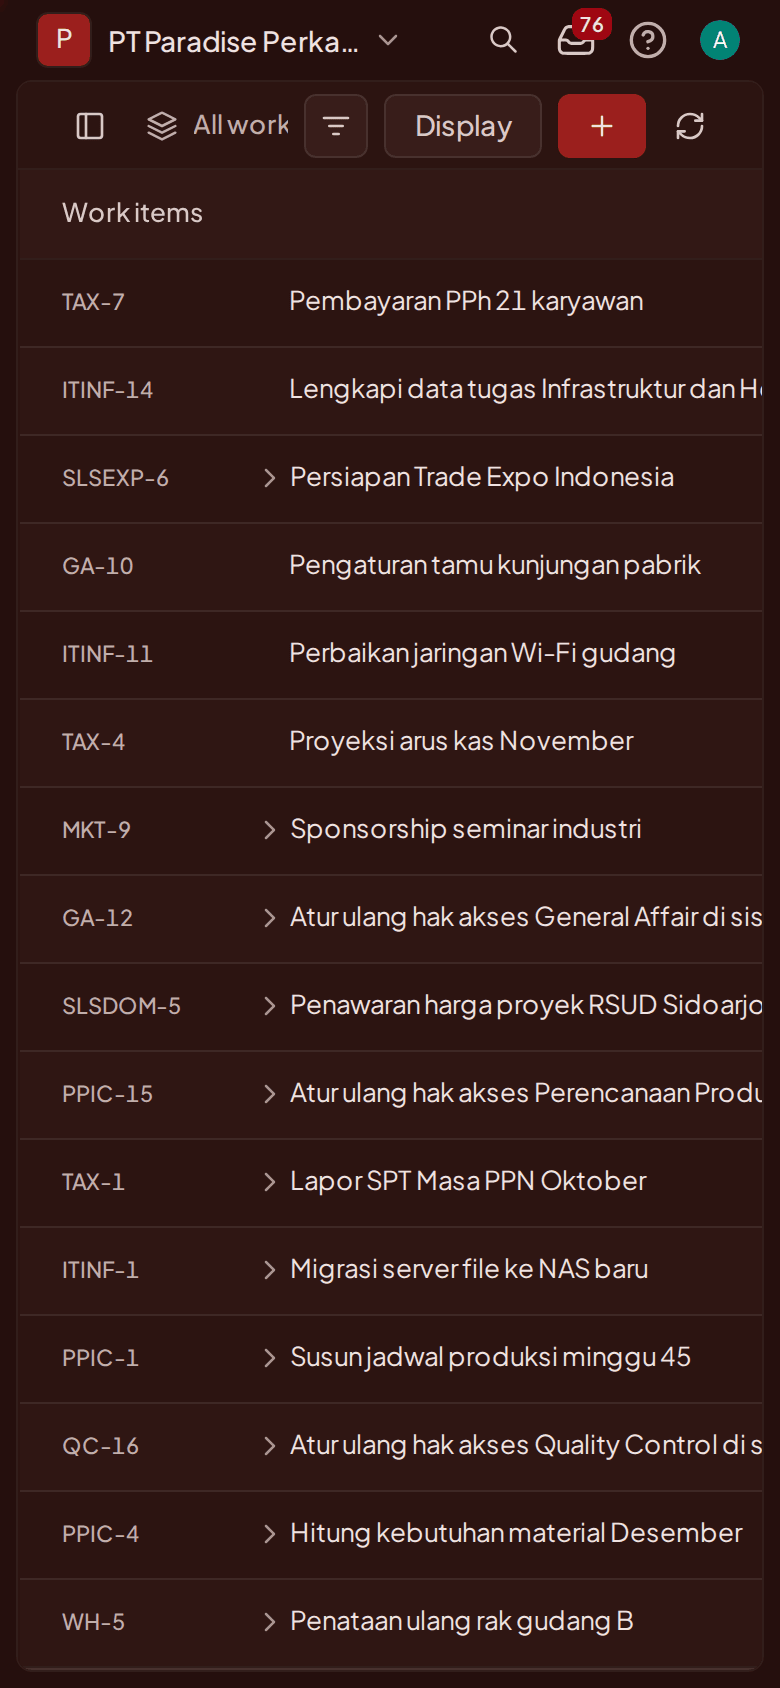 P PT Paradise Perka... 76 A
All work Display
Work items
TAX-7 Pembayaran PPh 21 karyawan
ITINF-14 Lengkapi data tugas Infrastruktur dan
SLSEXP-6 Persiapan Trade Expo Indonesia
GA-10 Pengaturan tamu kunjungan pabrik
ITINF-11 Perbaikan jaringan Wi-Fi gudang
TAX-4 Proyeksi arus kas November
MKT-9 Sponsorship seminar industri
GA-12 Atur ulang hak akses General Affair di sis
SLSDOM-5 Penawaran harga proyek RSUD Sidoarjo
PPIC-15 Atur ulang hak akses Perencanaan Produ
TAX-1 Lapor SPT Masa PPN Oktober
ITINF-1 Migrasi server file ke NAS baru
PPIC-1 Susun jadwal produksi minggu 45
QC-16 Atur ulang hak akses Quality Control di s
PPIC-4 Hitung kebutuhan material Desember
WH-5 Penataan ulang rak gudang B